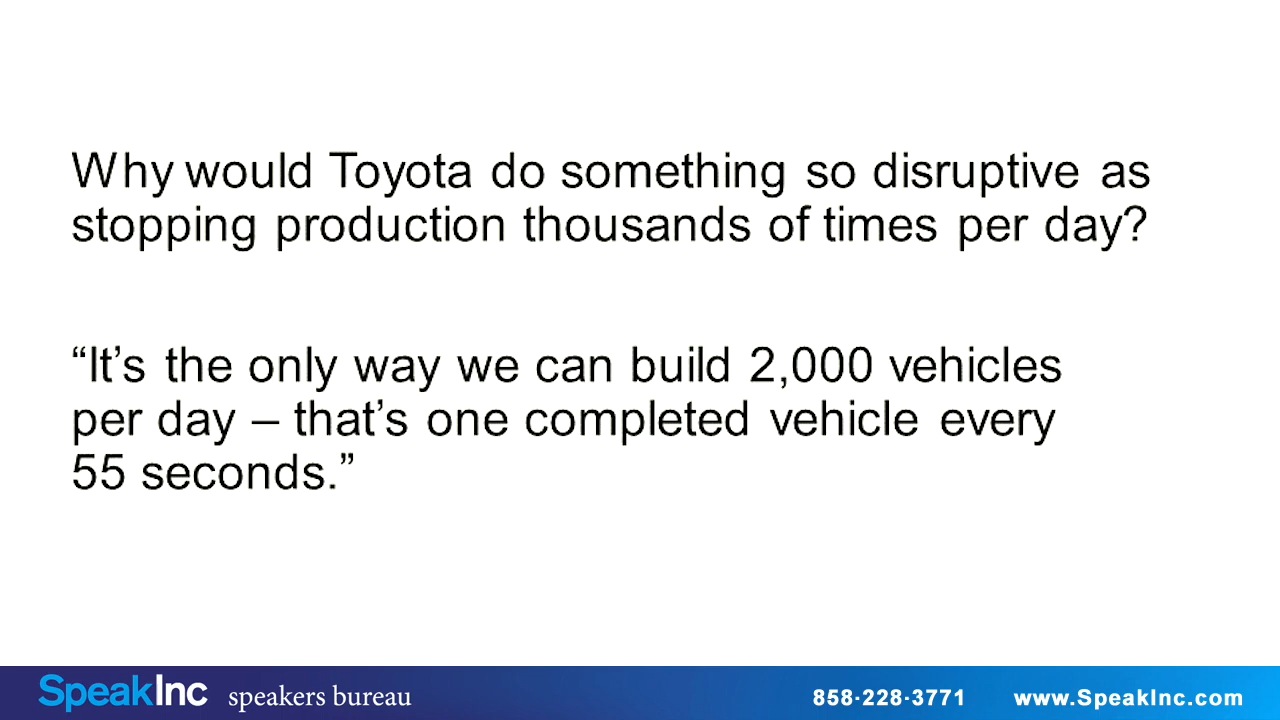 Why would Toyota do something so disruptive as
stopping production thousands of times per day?
“It’s the only way we can build 2,000 vehicles
per day – that’s one completed vehicle every
55 seconds.”
SpeakInc speakers bureau
858·228·3771 www.SpeakInc.com